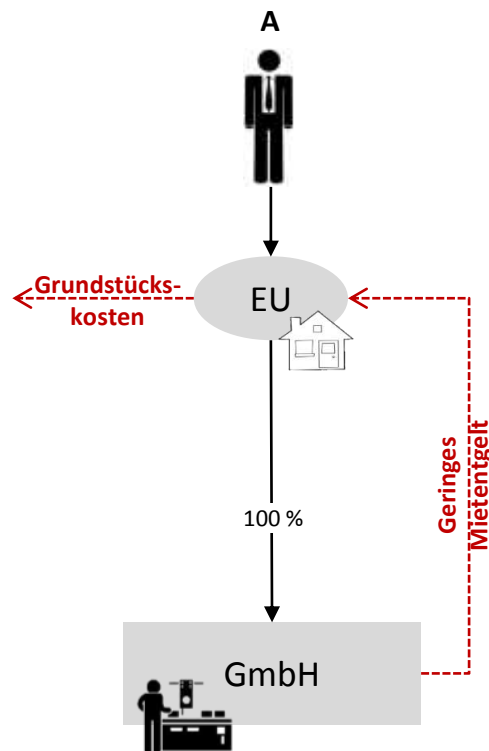 A
Grundstücks-
kosten
EU
100 %
Geringes
Mietentgelt
GmbH